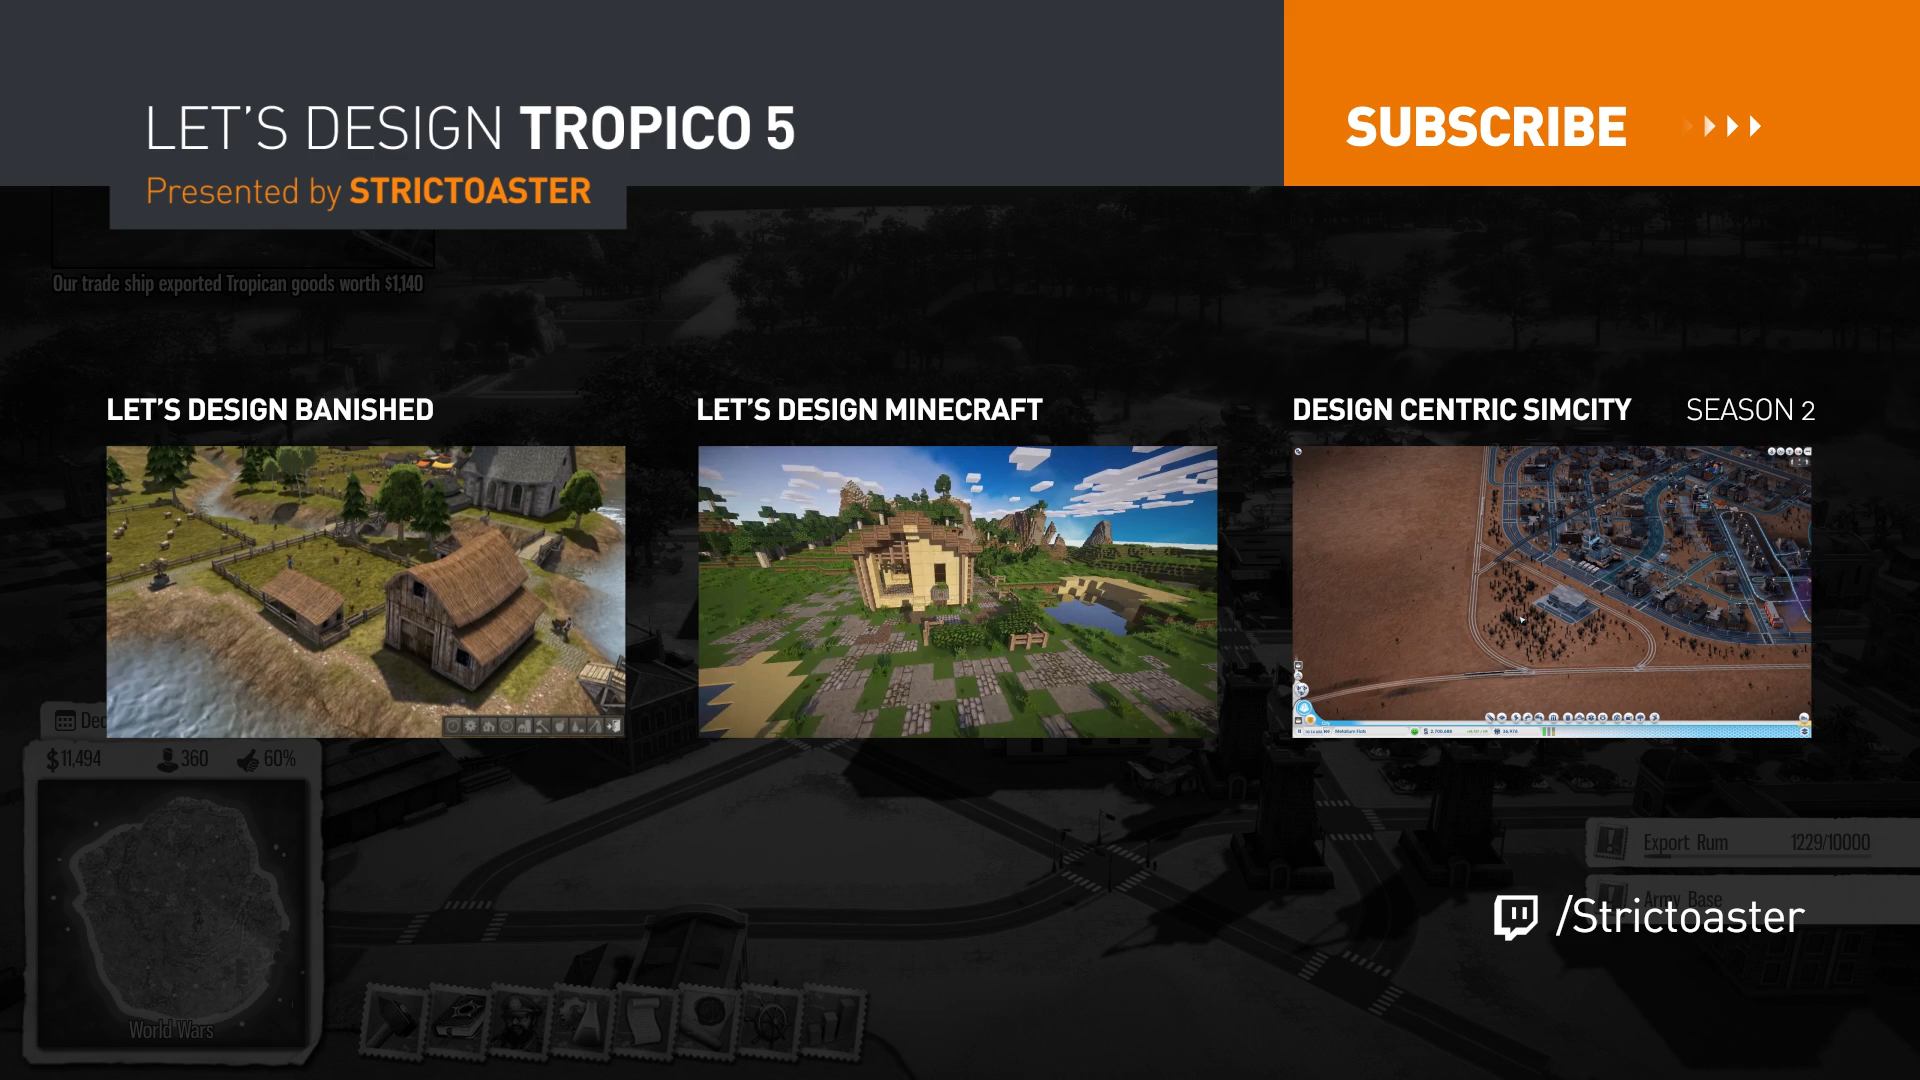 LET'S DESIGN TROPICO 5
SUBSCRIBE
Presented by STRICTOASTER
Our trade ship exported Tropican goods worth $1,140
LET'S DESIGN BANISHED
LET'S DESIGN MINECRAFT
DESIGN CENTRIC SIMCITY SEASON 2
Dec
$11,494 360 60%
World Wars
Export Rum 1229/10000
Army Base
/Strictoaster